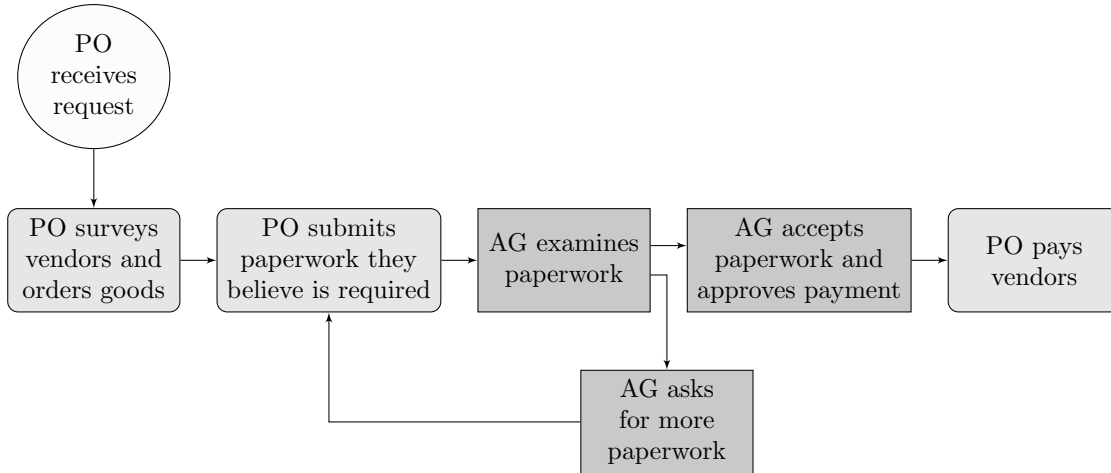 PO
receives
request
PO surveys
vendors and
orders goods
PO submits
paperwork they
believe is required
AG examines
paperwork
AG accepts
paperwork and
approves payment
PO pays
vendors
AG asks
for more
paperwork